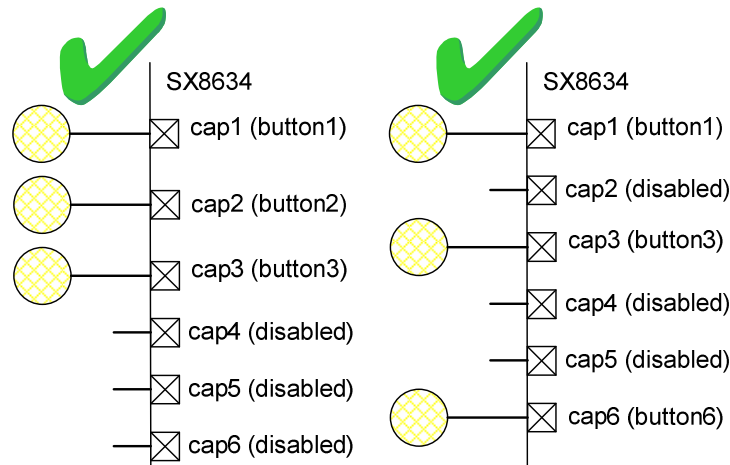 SX8634
cap1 (button1)
cap2 (button2)
cap3 (button3)
cap4 (disabled)
cap5 (disabled)
cap6 (disabled)
SX8634
cap1 (button1)
cap2 (disabled)
cap3 (button3)
cap4 (disabled)
cap5 (disabled)
cap6 (button6)